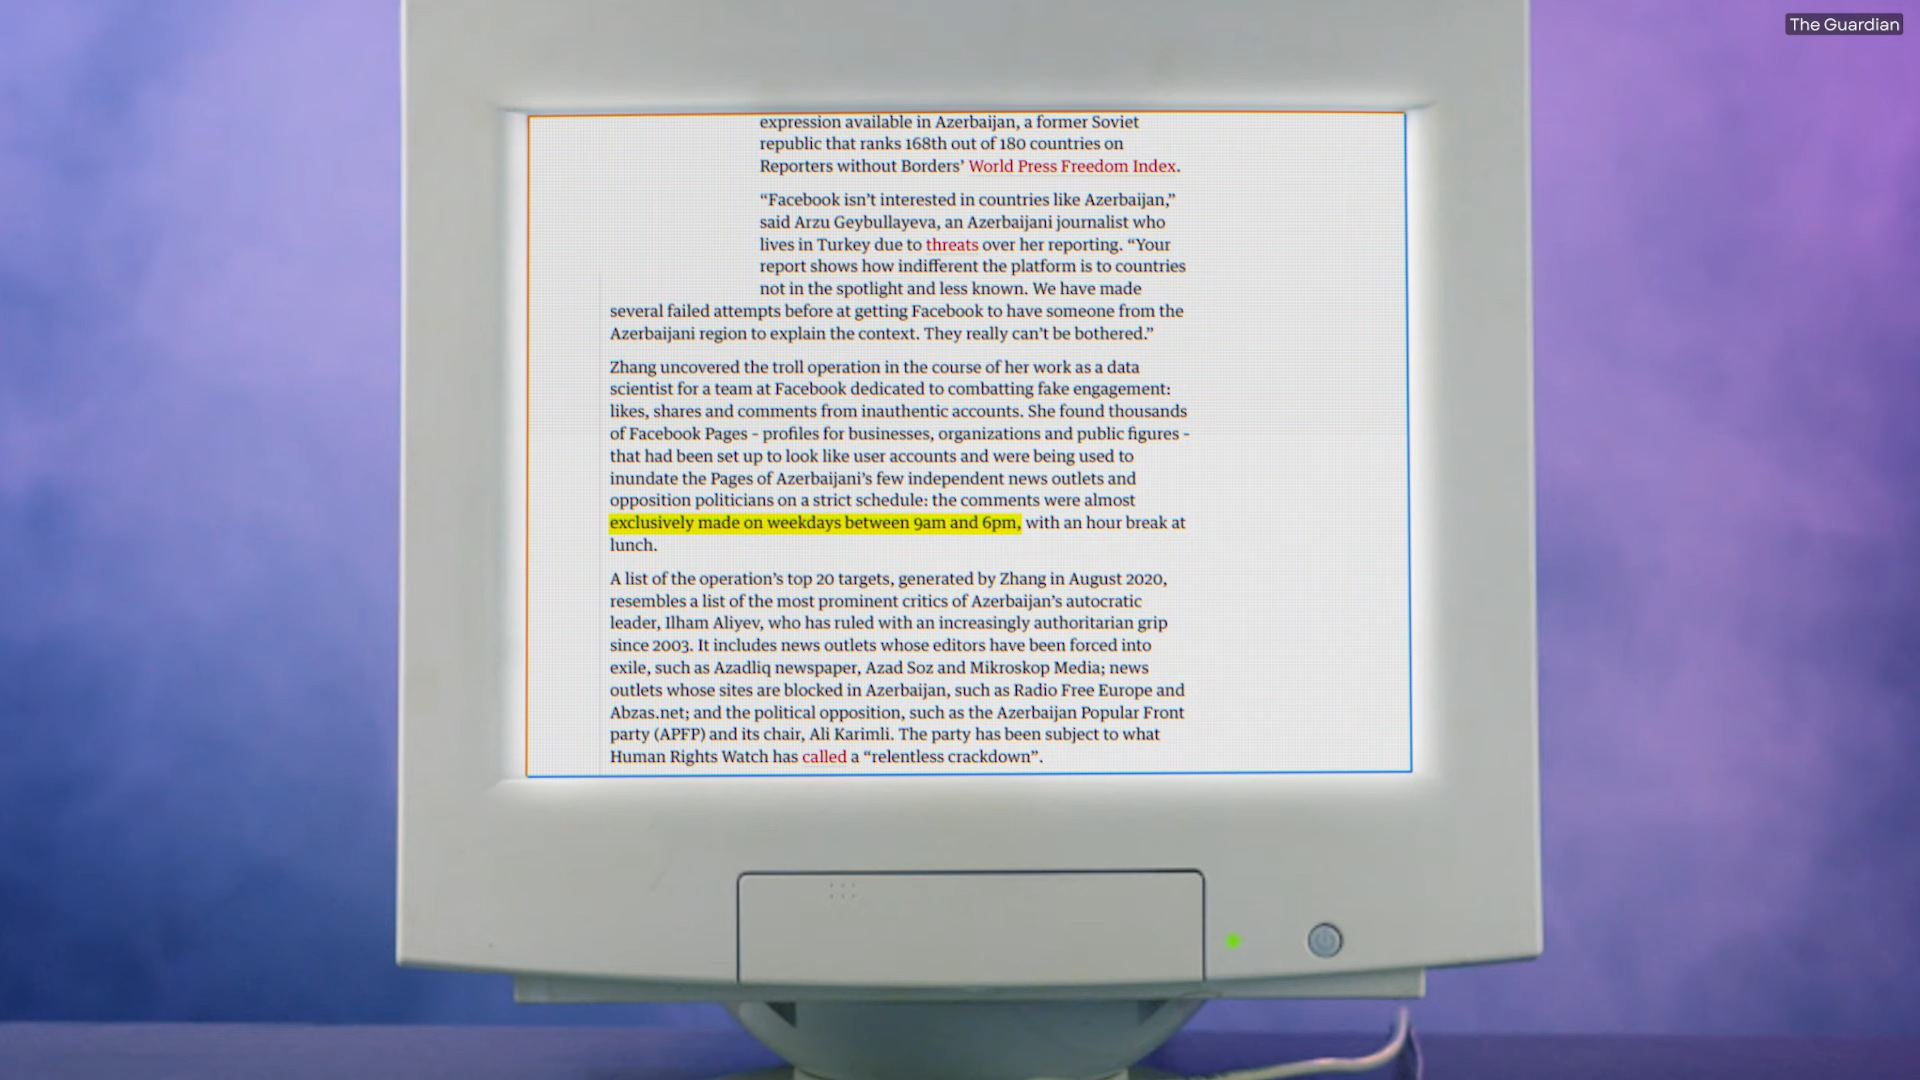 The Guardian
expression available in Azerbaijan, a former Soviet
republic that ranks 168th out of 180 countries on
Reporters without Borders’ World Press Freedom Index.
“Facebook isn’t interested in countries like Azerbaijan,”
said Arzu Geybullayeva, an Azerbaijani journalist who
lives in Turkey due to threats over her reporting. “Your
report shows how indifferent the platform is to countries
not in the spotlight and less known. We have made
several failed attempts before at getting Facebook to have someone from the
Azerbaijani region to explain the context. They really can’t be bothered.”
Zhang uncovered the troll operation in the course of her work as a data
scientist for a team at Facebook dedicated to combatting fake engagement:
likes, shares and comments from inauthentic accounts. She found thousands
of Facebook Pages – profiles for businesses, organizations and public figures –
that had been set up to look like user accounts and were being used to
inundate the Pages of Azerbaijani’s few independent news outlets and
opposition politicians on a strict schedule: the comments were almost
exclusively made on weekdays between 9am and 6pm, with an hour break at
lunch.
A list of the operation’s top 20 targets, generated by Zhang in August 2020,
resembles a list of the most prominent critics of Azerbaijan’s autocratic
leader, Ilham Aliyev, who has ruled with an increasingly authoritarian grip
since 2003. It includes news outlets whose editors have been forced into
exile, such as Azadliq newspaper, Azad Soz and Mikroskop Media; news
outlets whose sites are blocked in Azerbaijan, such as Radio Free Europe and
Abzas.net; and the political opposition, such as the Azerbaijan Popular Front
party (APFP) and its chair, Ali Karimli. The party has been subject to what
Human Rights Watch has called a “relentless crackdown”.